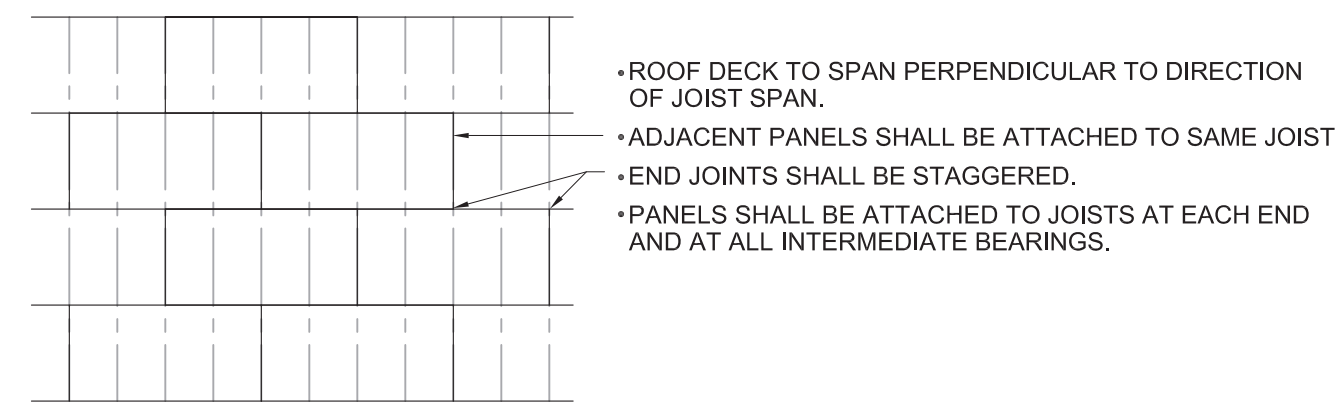 •ROOF DECK TO SPAN PERPENDICULAR TO DIRECTION
OF JOIST SPAN.
•ADJACENT PANELS SHALL BE ATTACHED TO SAME JOIST
•END JOINTS SHALL BE STAGGERED.
•PANELS SHALL BE ATTACHED TO JOISTS AT EACH END
AND AT ALL INTERMEDIATE BEARINGS.